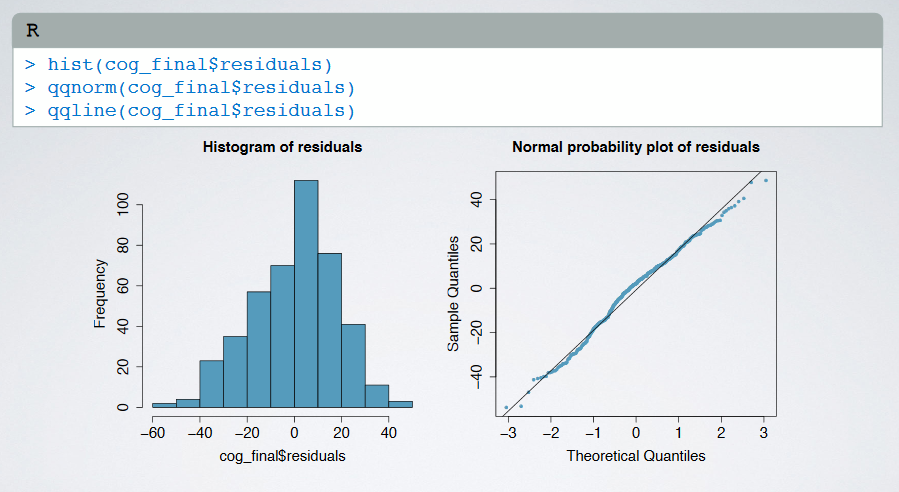 R
> hist(cog_final$residuals)
> qqnorm(cog_final$residuals)
> qqline(cog_final$residuals)
Histogram of residuals
Frequency
0 20 40 60 80 100
−60 −40 −20 0 20 40
cog_final$residuals
Normal probability plot of residuals
Sample Quantiles
−40 −20 0 20 40
−3 −2 −1 0 1 2 3
Theoretical Quantiles